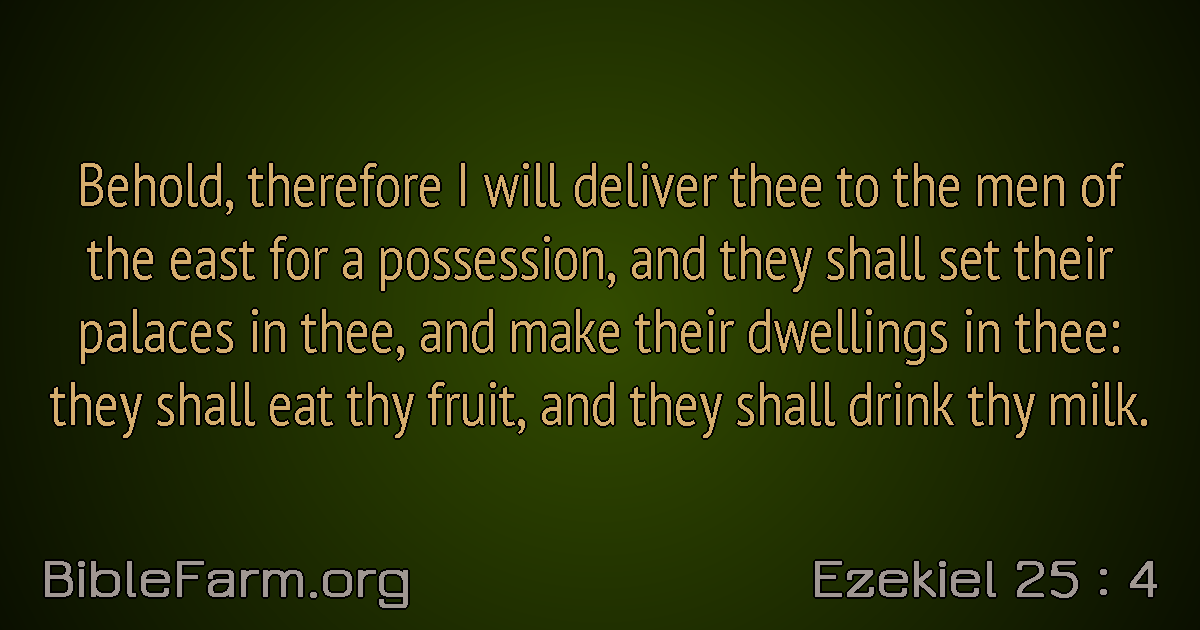 Behold, therefore I will deliver thee to the men of
the east for a possession, and they shall set their
palaces in thee, and make their dwellings in thee:
they shall eat thy fruit, and they shall drink thy milk.
BibleFarm.org
Ezekiel 25 : 4